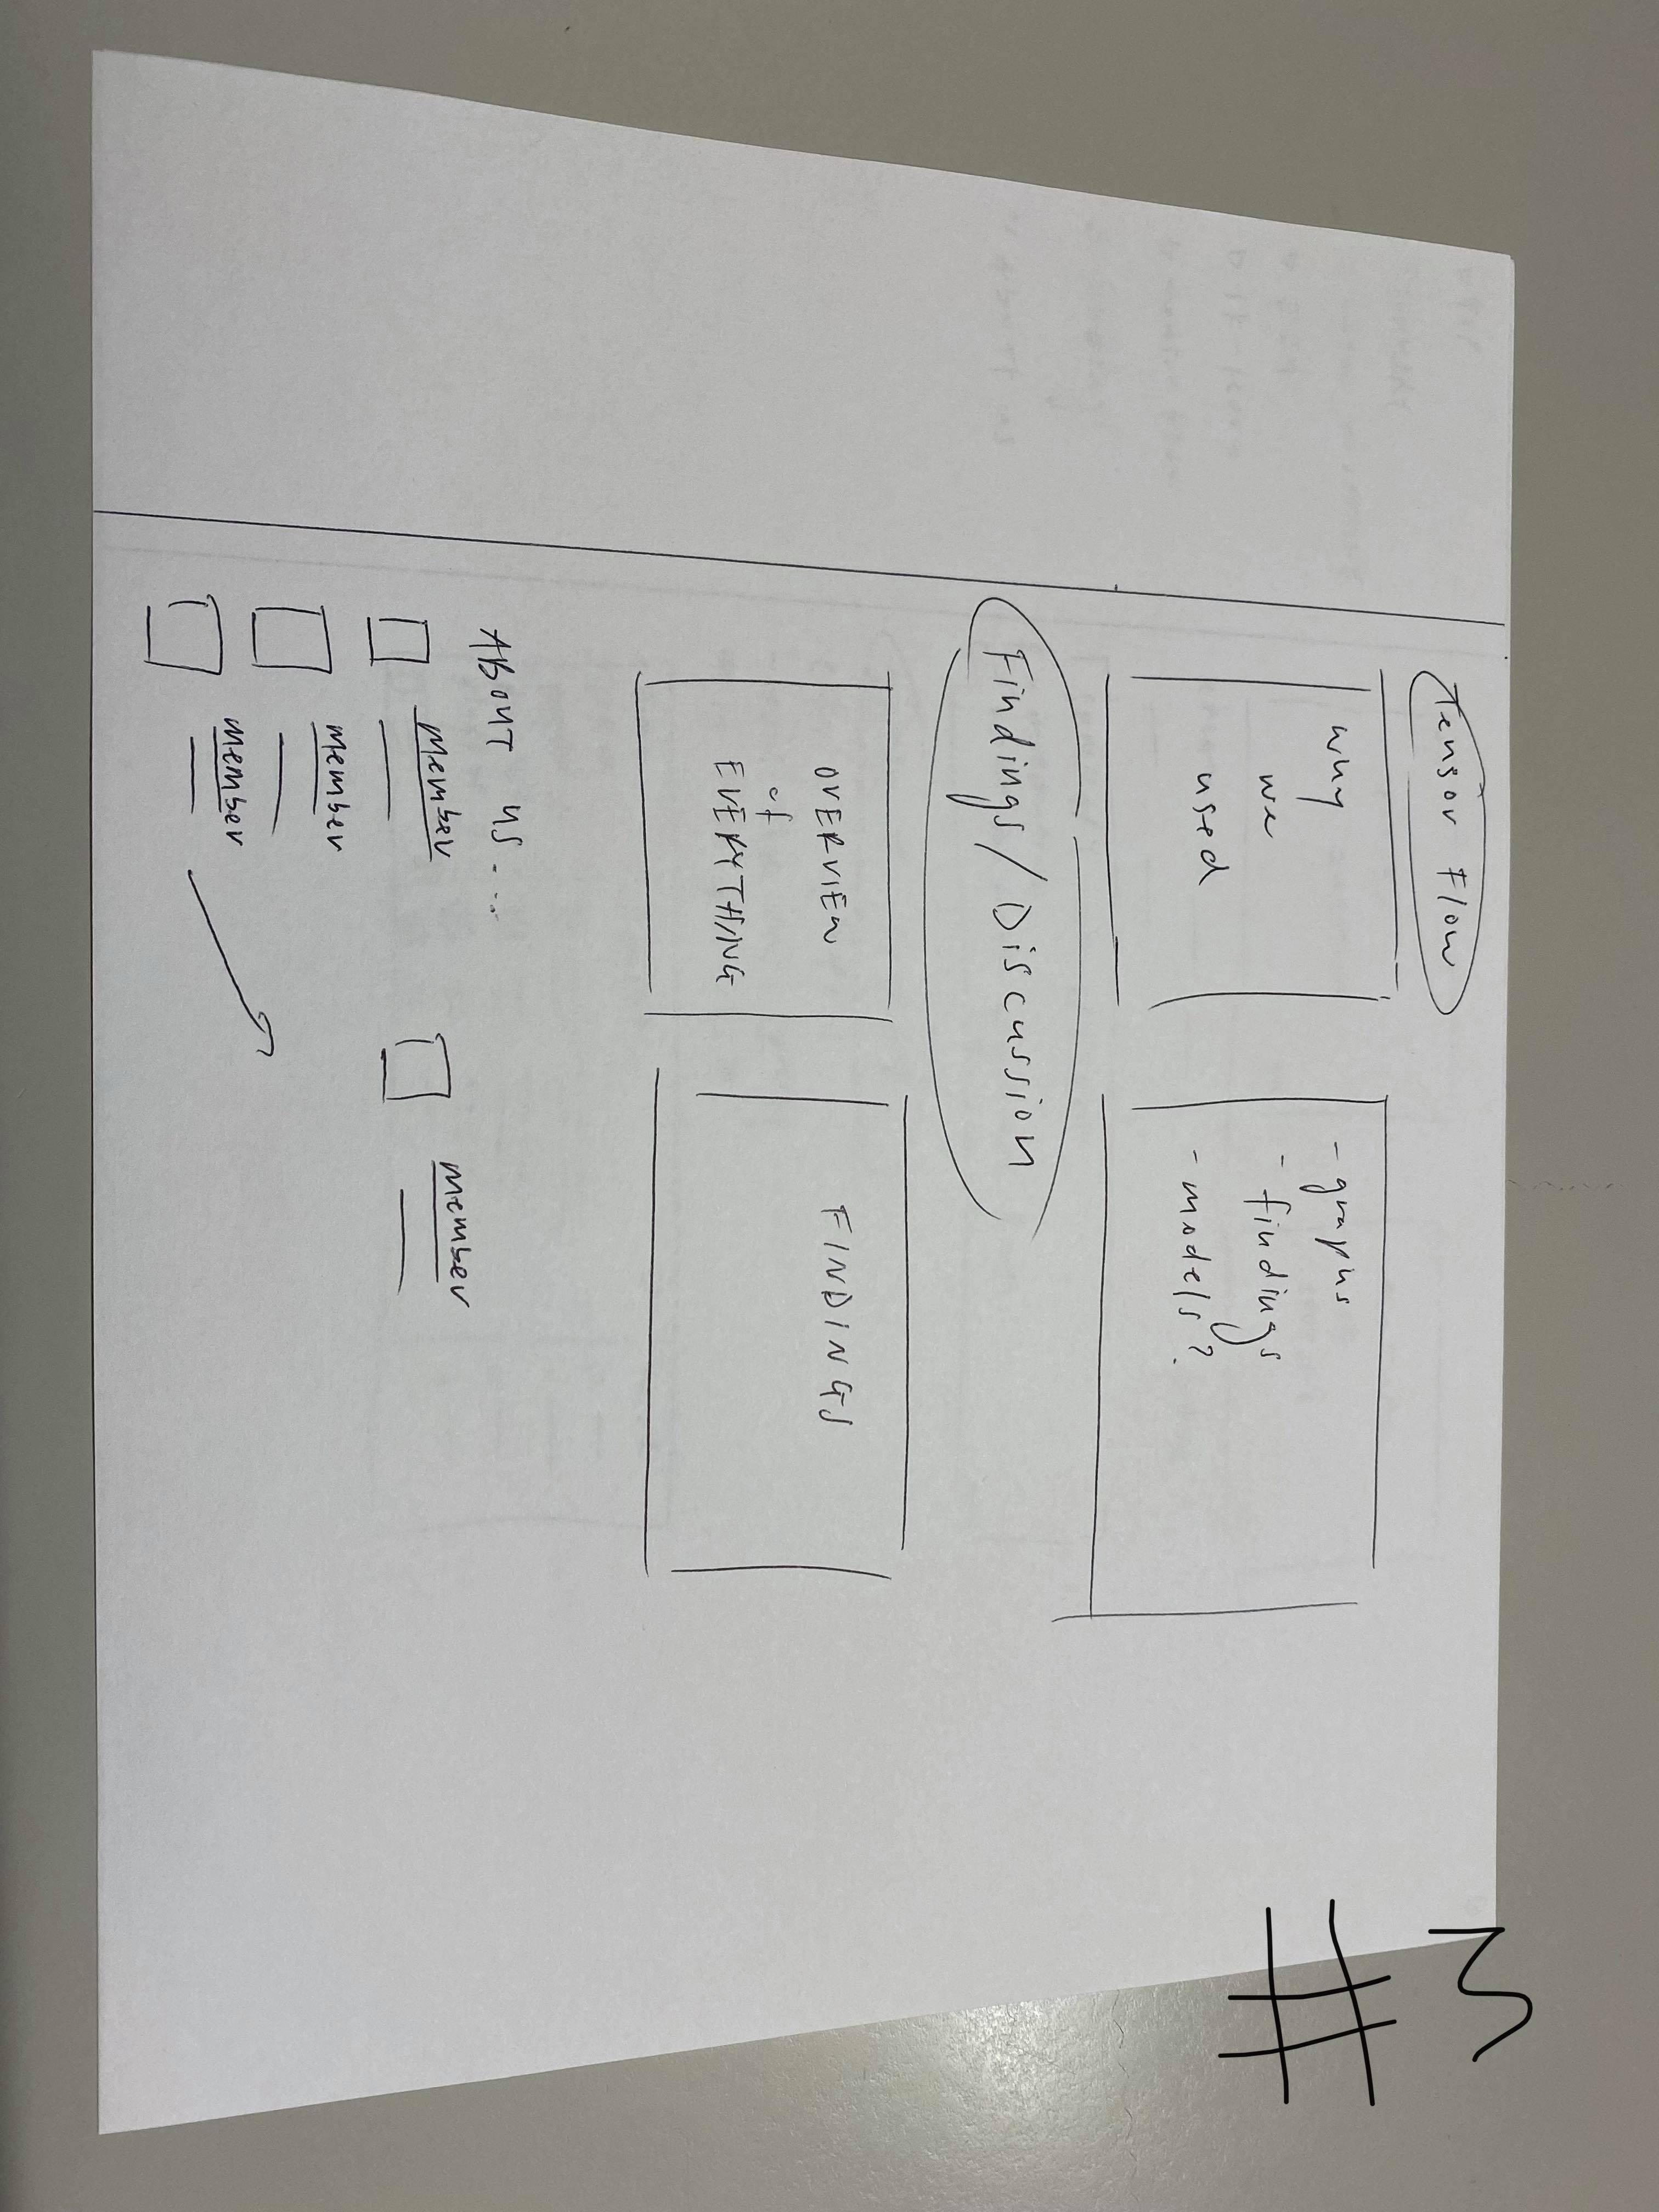 Tensor Flow
why
we
used
- graphs
- findings
- models?
Findings / Discussion
OVERVIEW
of
EVERYTHING
FINDINGS
ABOUT US....
Member
Member
Member
Member
#3